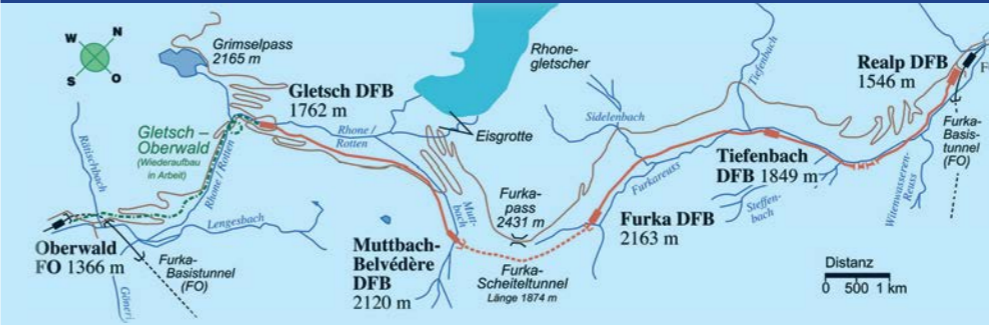 W
N
S
O
Grimselpass
2165 m
Gletsch DFB
1762 m
Gletsch –
Oberwald
(Wiederaufbau
in Arbeit)
Rätischbach
Rhone / Rotten
Lengesbach
Oberwald
FO 1366 m
Furka-
Basistunnel
(FO)
Goneri
Rhone /
Rotten
Rhone-
gletscher
Eisgrotte
Mutt-
bach
Muttbach-
Belvédère
DFB
2120 m
Furka-
pass
2431 m
Furka-
Scheiteltunnel
Länge 1874 m
Sidelenbach
Furkareuss
Furka DFB
2163 m
Tiefenbach
Tiefenbach
DFB 1849 m
Steffen-
bach
Witenwasseren-
Reuss
Realp DFB
1546 m
F
Furka-
Basis-
tunnel
(FO)
Distanz
0 500 1 km